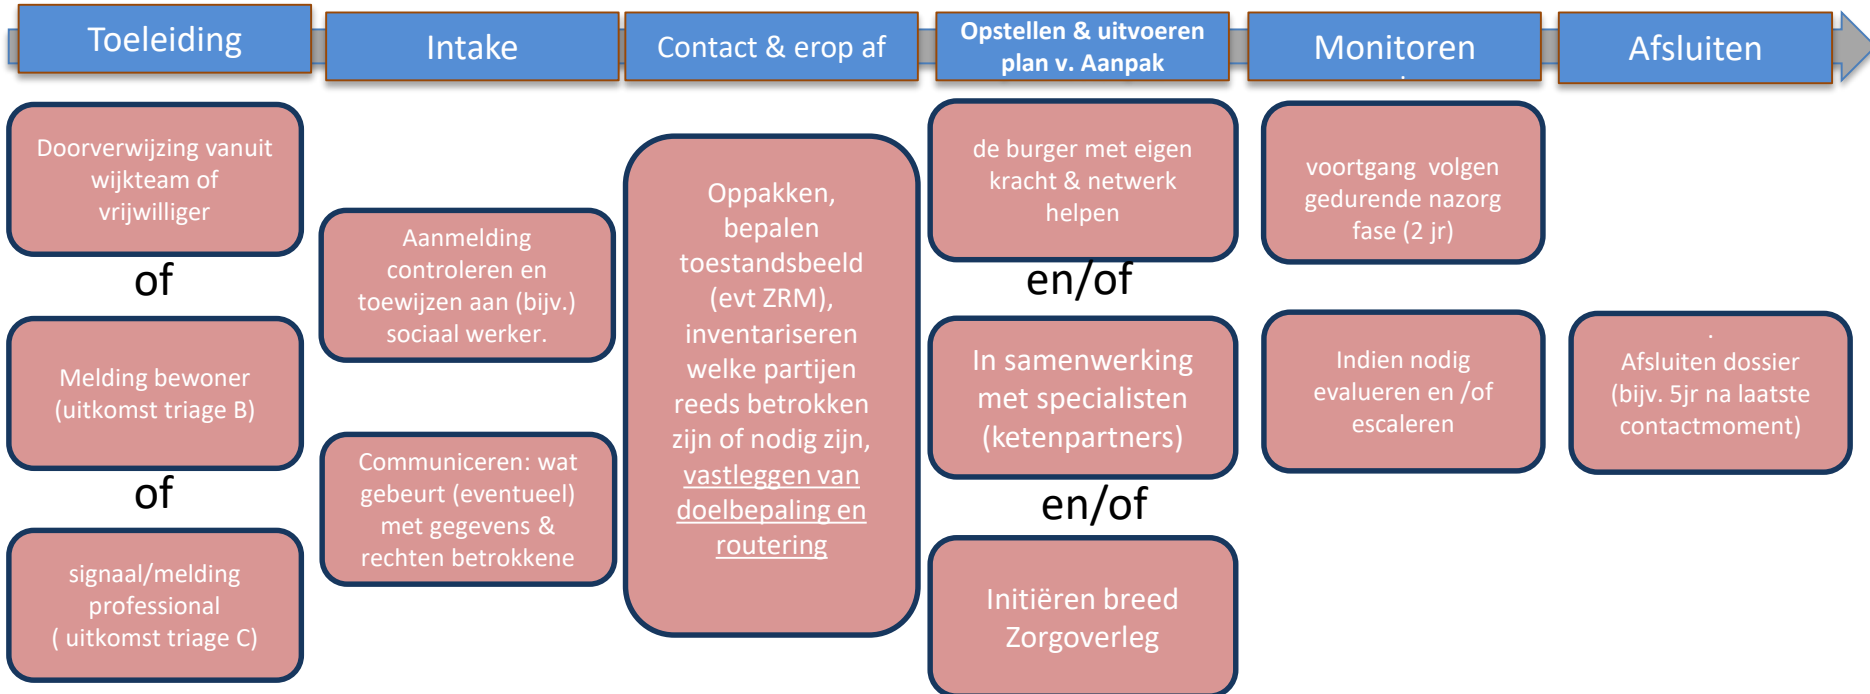 Toeleiding
Intake
Contact & erop af
Opstellen & uitvoeren
plan v. Aanpak
Monitoren
.
Afsluiten
Doorverwijzing vanuit
wijkteam of
vrijwilliger
of
Melding bewoner
(uitkomst triage B)
of
signaal/melding
professional
( uitkomst triage C)
Aanmelding
controleren en
toewijzen aan (bijv.)
sociaal werker.
Communiceren: wat
gebeurt (eventueel)
met gegevens &
rechten betrokkene
Oppakken,
bepalen
toestandsbeeld
(evt ZRM),
inventariseren
welke partijen
reeds betrokken
zijn of nodig zijn,
vastleggen van
doelbepaling en
routering
de burger met eigen
kracht & netwerk
helpen
en/of
In samenwerking
met specialisten
(ketenpartners)
en/of
Initiëren breed
Zorgoverleg
voortgang volgen
gedurende nazorg
fase (2 jr)
Indien nodig
evalueren en /of
escaleren
.
Afsluiten dossier
(bijv. 5jr na laatste
contactmoment)